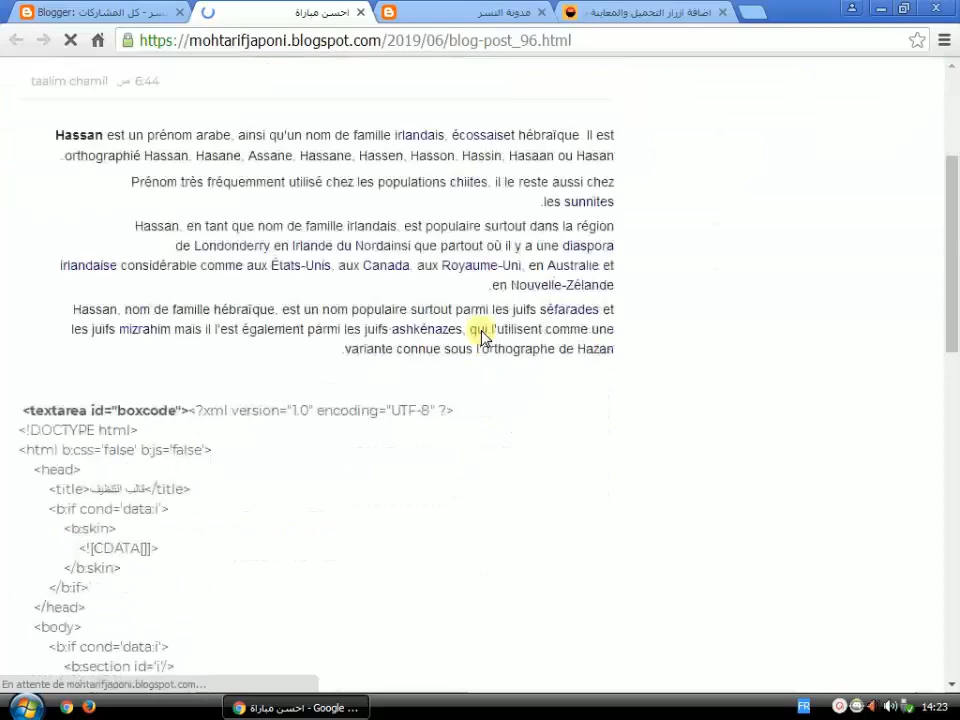 Blogger: النسر - كل المشاركات
احسن مباراة
مدونة النسر
اضافة ازرار التحميل والمعاينة
https://mohtarifjaponi.blogspot.com/2019/06/blog-post_96.html
taalim chamil 6:44 ص
Hassan est un prénom arabe, ainsi qu'un nom de famille irlandais, écossaiset hébraïque. Il est
.orthographié Hassan, Hasane, Assane, Hassane, Hassen, Hasson, Hassin, Hasaan ou Hasan
Prénom très fréquemment utilisé chez les populations chiites, il le reste aussi chez
.les sunnites
Hassan, en tant que nom de famille irlandais, est populaire surtout dans la région
de Londonderry en Irlande du Nordainsi que partout où il y a une diaspora
irlandaise considérable comme aux États-Unis, aux Canada, aux Royaume-Uni, en Australie et
.en Nouvelle-Zélande
Hassan, nom de famille hébraïque, est un nom populaire surtout parmi les juifs séfarades et
les juifs mizrahim mais il l'est également parmi les juifs ashkénazes, qui l'utilisent comme une
.variante connue sous l'orthographe de Hazan
<textarea id="boxcode"><?xml version="1.0" encoding="UTF-8" ?>
<!DOCTYPE html>
<html b:css='false' b:js='false'>
<head>
<title>قالب التنظيف</title>
<b:if cond='data:i'>
<b:skin>
<![CDATA[]]>
</b:skin>
</b:if>
</head>
<body>
<b:if cond='data:i'>
<b:section id='i'/>
En attente de mohtarifjaponi.blogspot.com...
احسن مباراة - Google ...
FR
14:23